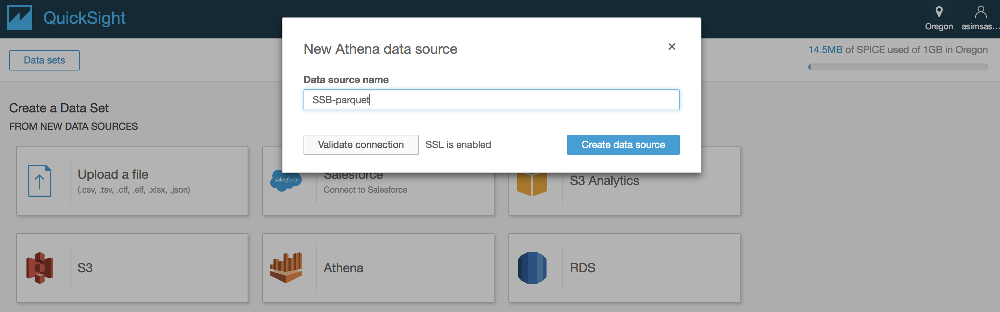 QuickSight
Oregon
asimsas...
Data sets
14.5MB of SPICE used of 1GB in Oregon
New Athena data source
×
Data source name
SSB-parquet
Validate connection
SSL is enabled
Create data source
Create a Data Set
FROM NEW DATA SOURCES
Upload a file
(.csv, .tsv, .clf, .elf, .xlsx, .json)
salesforce
Salesforce
Connect to Salesforce
S3 Analytics
S3
Athena
RDS